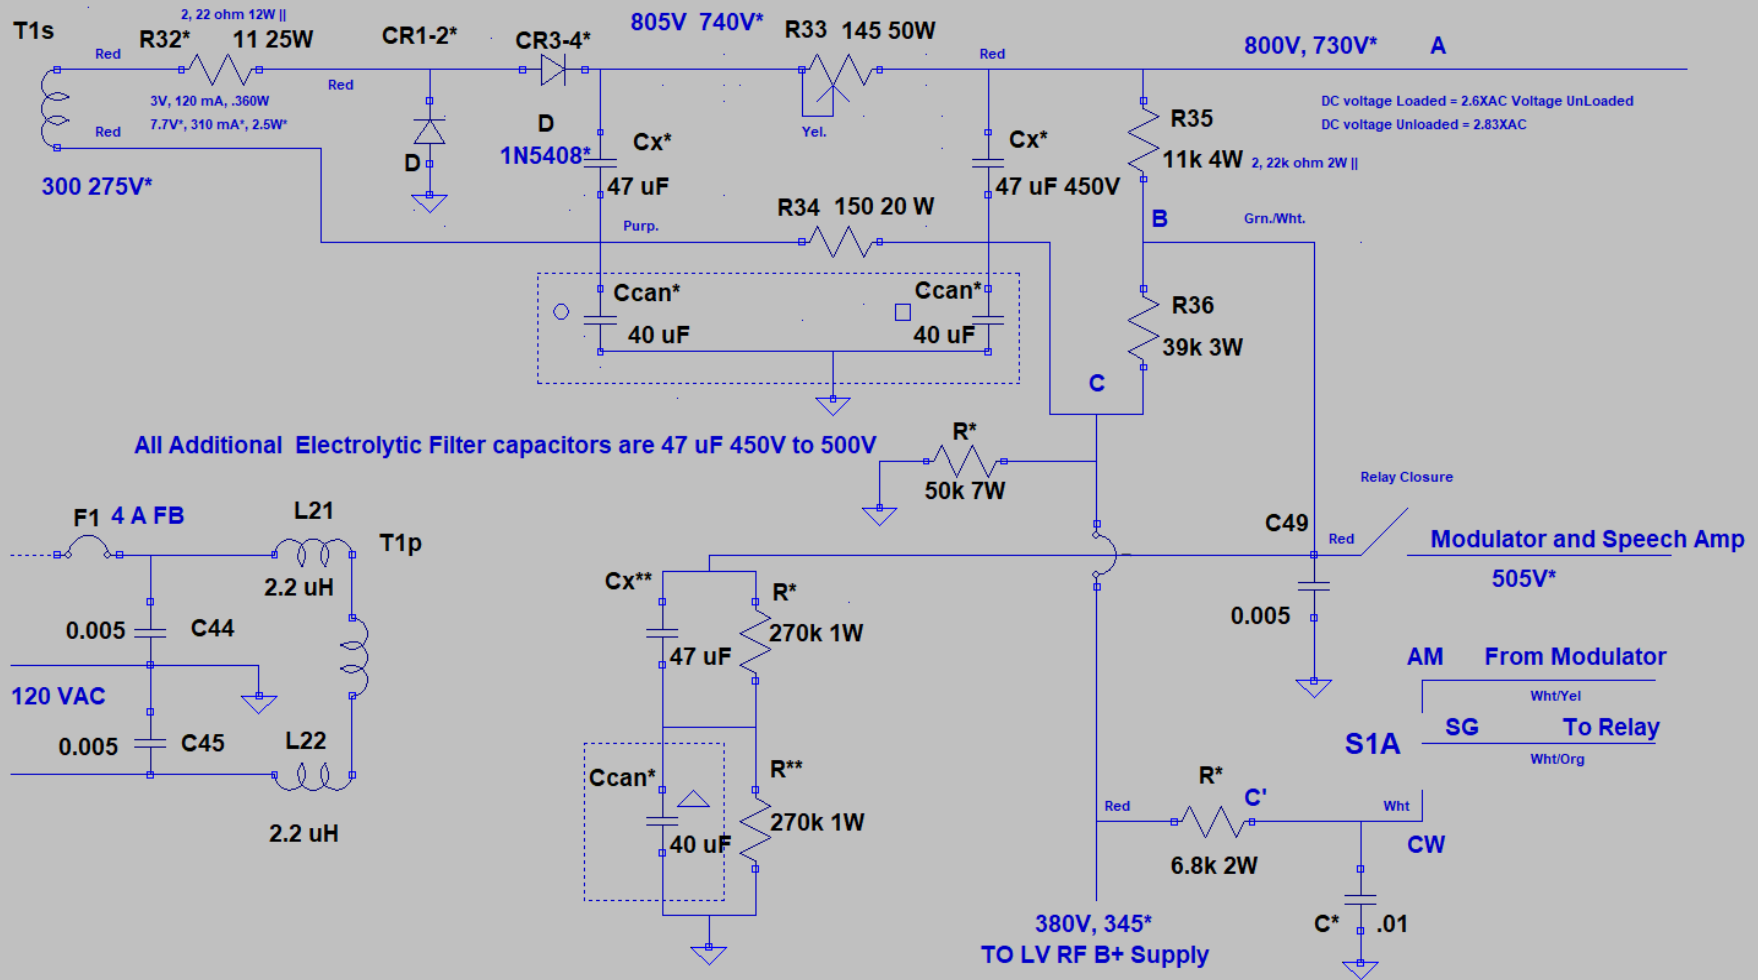 2, 22 ohm 12W ||
T1s
Red
R32*
11 25W
CR1-2*
CR3-4*
805V 740V*
R33
145 50W
Red
800V, 730V*
A
Red
3V, 120 mA, .360W
7.7V*, 310 mA*, 2.5W*
Red
D
D
1N5408*
Cx*
47 uF
Yel.
Cx*
47 uF 450V
R35
11k 4W
2, 22k ohm 2W ||
DC voltage Loaded = 2.6XAC Voltage UnLoaded
DC voltage Unloaded = 2.83XAC
300 275V*
Purp.
R34
150 20 W
B
Grn./Wht.
Ccan*
40 uF
Ccan*
40 uF
R36
39k 3W
C
All Additional Electrolytic Filter capacitors are 47 uF 450V to 500V
R*
50k 7W
Relay Closure
F1
4 A FB
L21
2.2 uH
T1p
C49
Red
Modulator and Speech Amp
505V*
0.005
Cx**
47 uF
R*
270k 1W
0.005
C44
120 VAC
0.005
C45
L22
2.2 uH
AM
From Modulator
Wht/Yel
S1A
SG
To Relay
Wht/Org
Ccan*
40 uF
R**
270k 1W
Red
R*
6.8k 2W
C'
Wht
CW
C*
.01
380V, 345*
TO LV RF B+ Supply